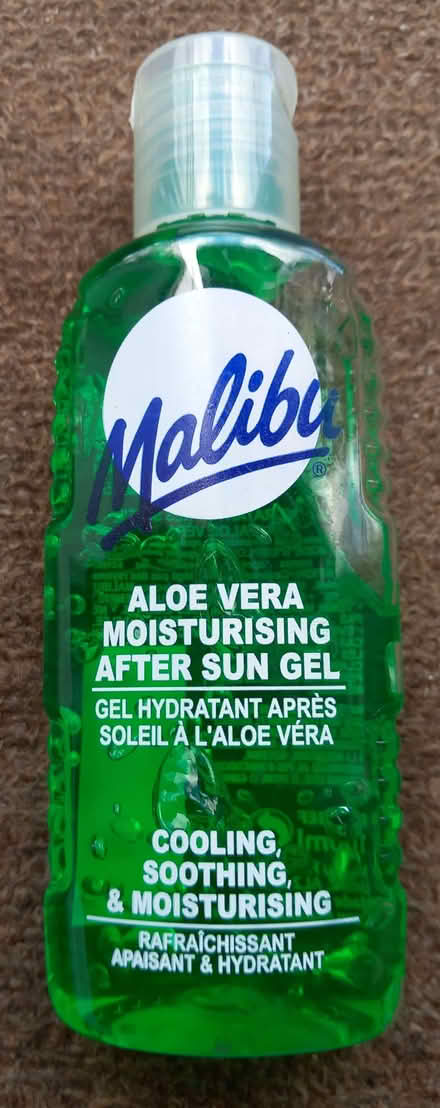 Malibu
®
ALOE VERA
MOISTURISING
AFTER SUN GEL
GEL HYDRATANT APRÈS
SOLEIL À L'ALOE VÉRA
COOLING,
SOOTHING,
& MOISTURISING
RAFRAÎCHISSANT
APAISANT & HYDRATANT